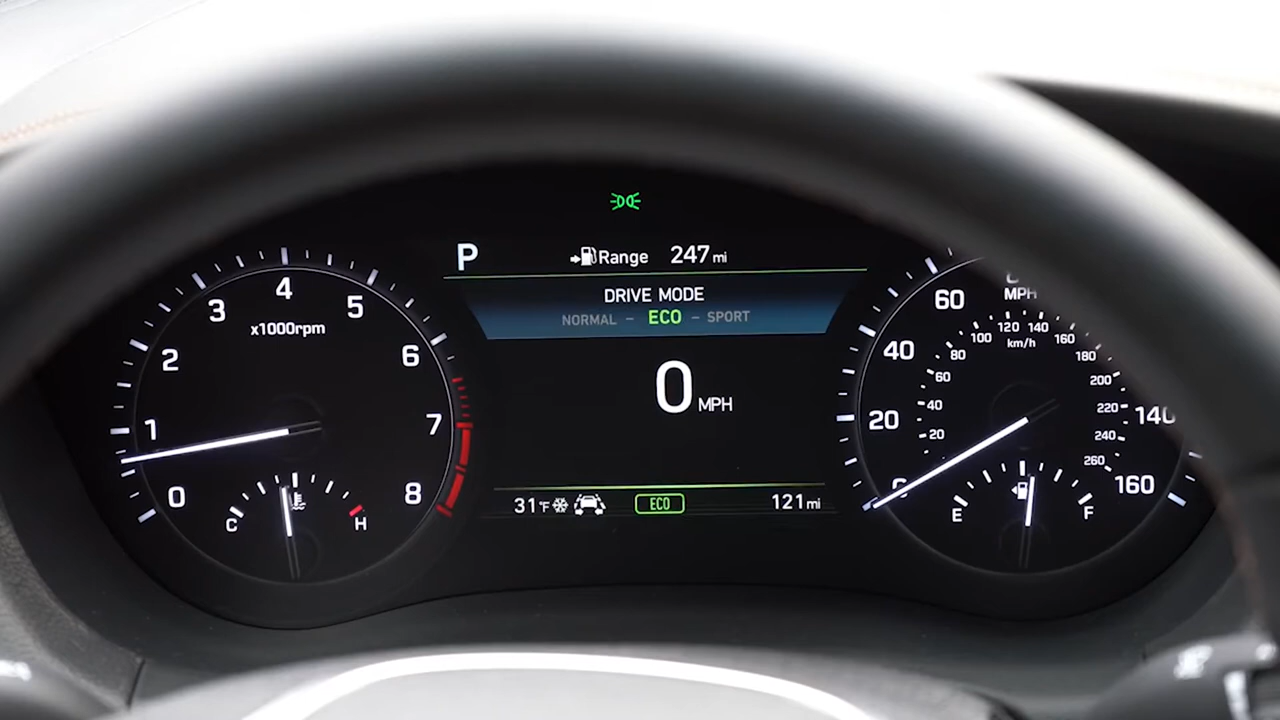 P Range 247 mi
DRIVE MODE
NORMAL - ECO - SPORT
0 MPH
31°F ECO 121 mi
0 1 2 3 4 5 6 7 8
x1000rpm
C H
0 20 40 60 140 160
MPH
20 40 60 80 100 120 140 160 180 200 220 240 260
km/h
E F